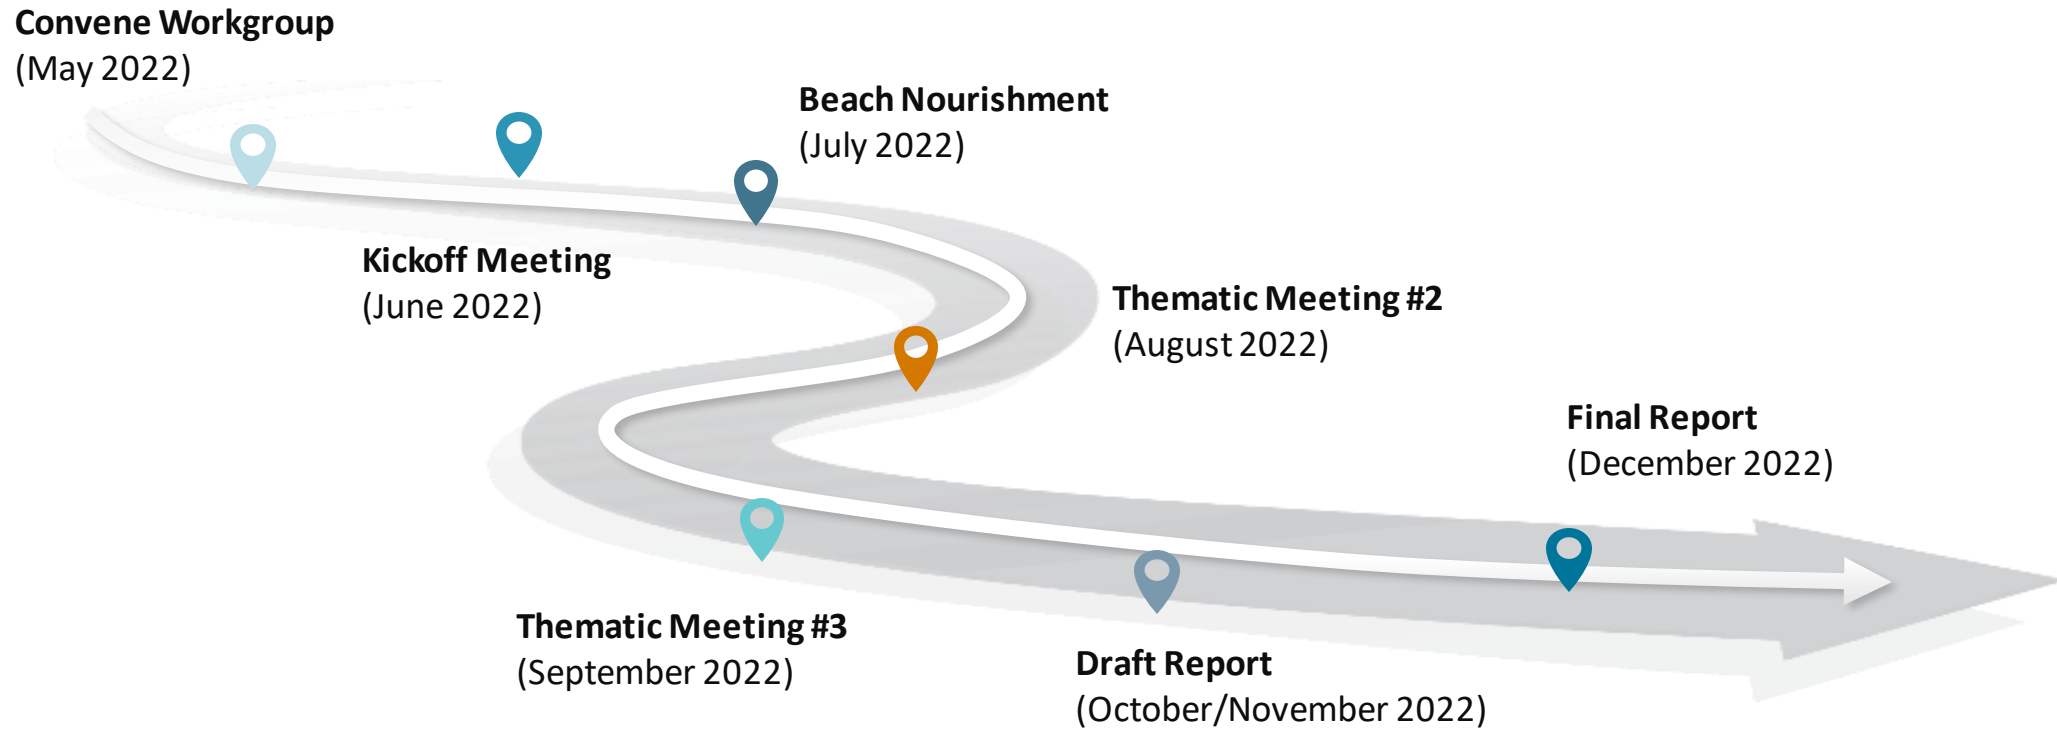 Convene Workgroup
(May 2022)
Beach Nourishment
(July 2022)
Kickoff Meeting
(June 2022)
Thematic Meeting #2
(August 2022)
Final Report
(December 2022)
Thematic Meeting #3
(September 2022)
Draft Report
(October/November 2022)